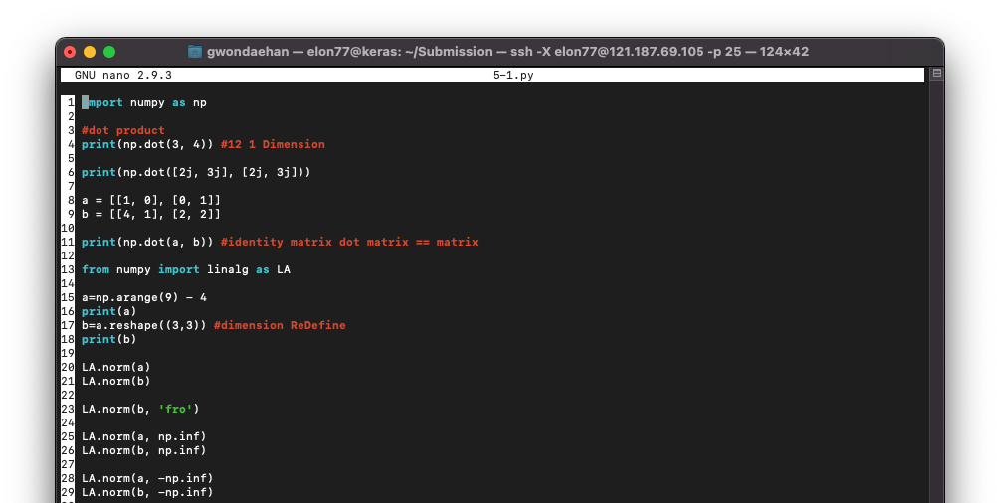 gwondaehan — elon77@keras: ~/Submission — ssh -X elon77@121.187.69.105 -p 25 — 124×42
GNU nano 2.9.3 5-1.py
1 import numpy as np
2
3 #dot product
4 print(np.dot(3, 4)) #12 1 Dimension
5
6 print(np.dot([2j, 3j], [2j, 3j]))
7
8 a = [[1, 0], [0, 1]]
9 b = [[4, 1], [2, 2]]
10
11 print(np.dot(a, b)) #identity matrix dot matrix == matrix
12
13 from numpy import linalg as LA
14
15 a=np.arange(9) - 4
16 print(a)
17 b=a.reshape((3,3)) #dimension ReDefine
18 print(b)
19
20 LA.norm(a)
21 LA.norm(b)
22
23 LA.norm(b, 'fro')
24
25 LA.norm(a, np.inf)
26 LA.norm(b, np.inf)
27
28 LA.norm(a, -np.inf)
29 LA.norm(b, -np.inf)